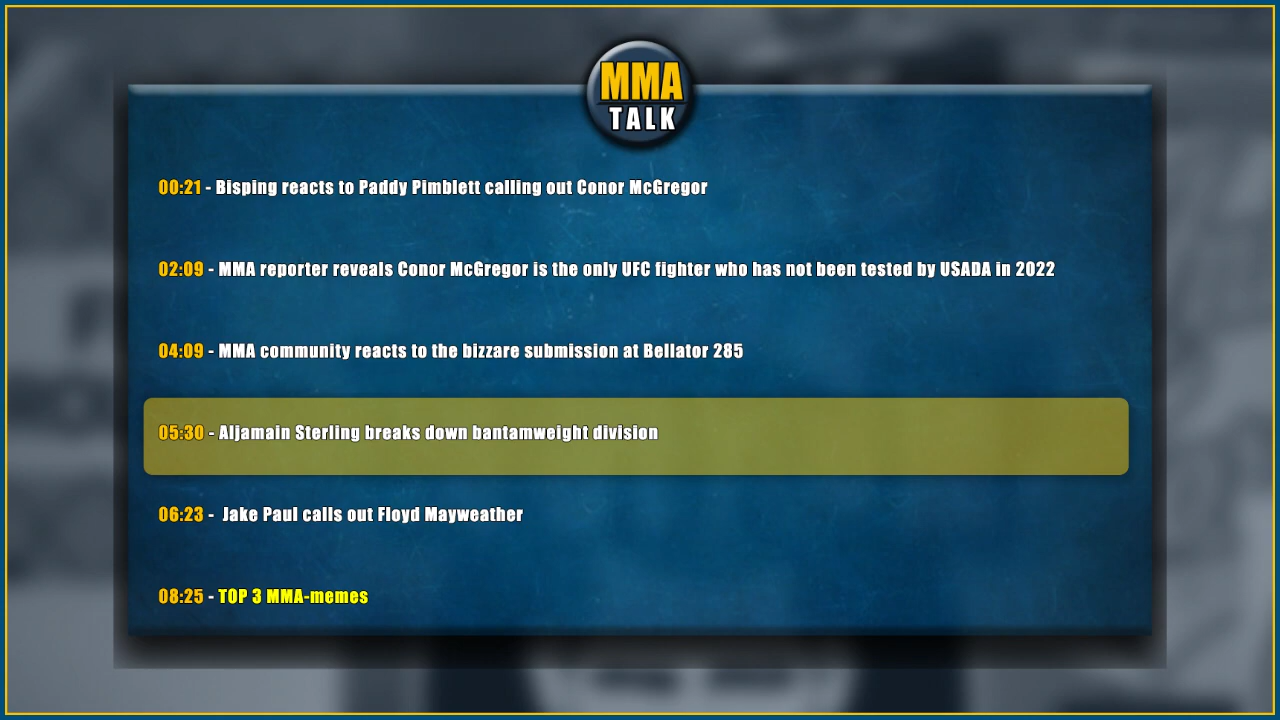 MMA
TALK
00:21 - Bisping reacts to Paddy Pimblett calling out Conor McGregor
02:09 - MMA reporter reveals Conor McGregor is the only UFC fighter who has not been tested by USADA in 2022
04:09 - MMA community reacts to the bizzare submission at Bellator 285
05:30 - Aljamain Sterling breaks down bantamweight division
06:23 - Jake Paul calls out Floyd Mayweather
08:25 - TOP 3 MMA-memes